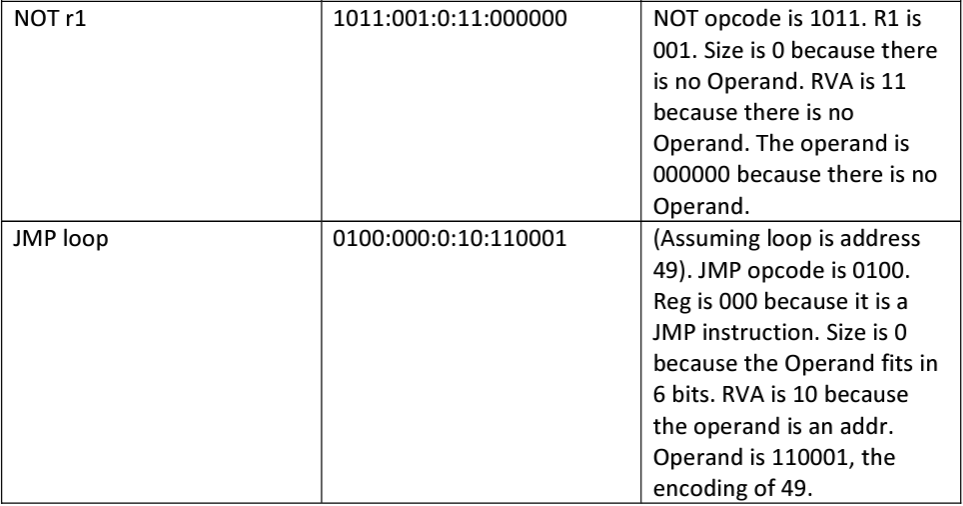 NOT r1
1011:001:0:11:000000
NOT opcode is 1011. R1 is
001. Size is 0 because there
is no Operand. RVA is 11
because there is no
Operand. The operand is
000000 because there is no
Operand.
JMP loop
0100:000:0:10:110001
(Assuming loop is address
49). JMP opcode is 0100.
Reg is 000 because it is a
JMP instruction. Size is 0
because the Operand fits in
6 bits. RVA is 10 because
the operand is an addr.
Operand is 110001, the
encoding of 49.